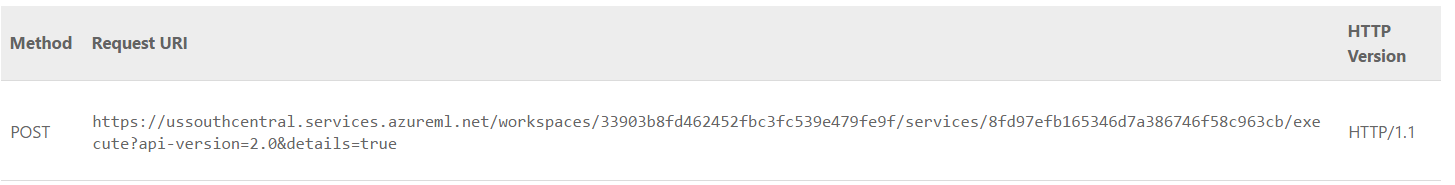 Method Request URI HTTP Version
POST https://ussouthcentral.services.azureml.net/workspaces/33903b8fd462452fbc3fc539e479fe9f/services/8fd97efb165346d7a386746f58c963cb/exe
cute?api-version=2.0&details=true HTTP/1.1